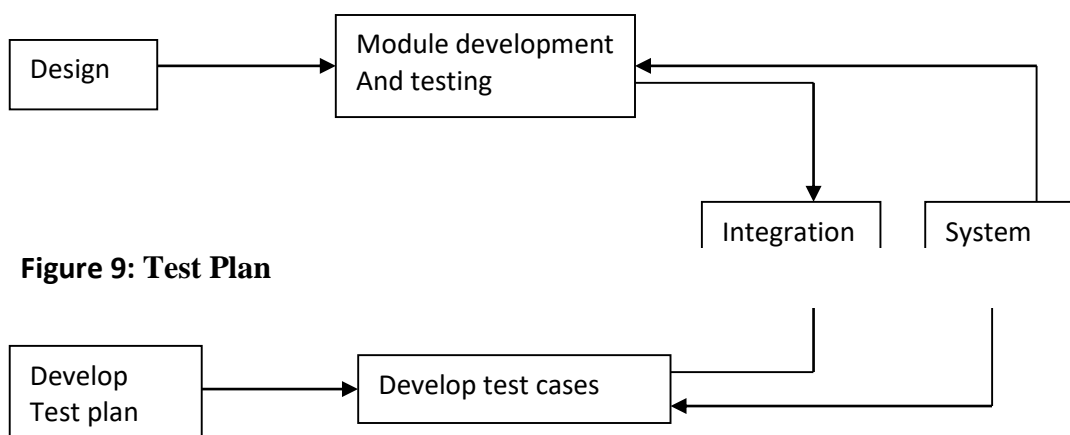 Design
Module development
And testing
Integration
System
Figure 9: Test Plan
Develop
Test plan
Develop test cases